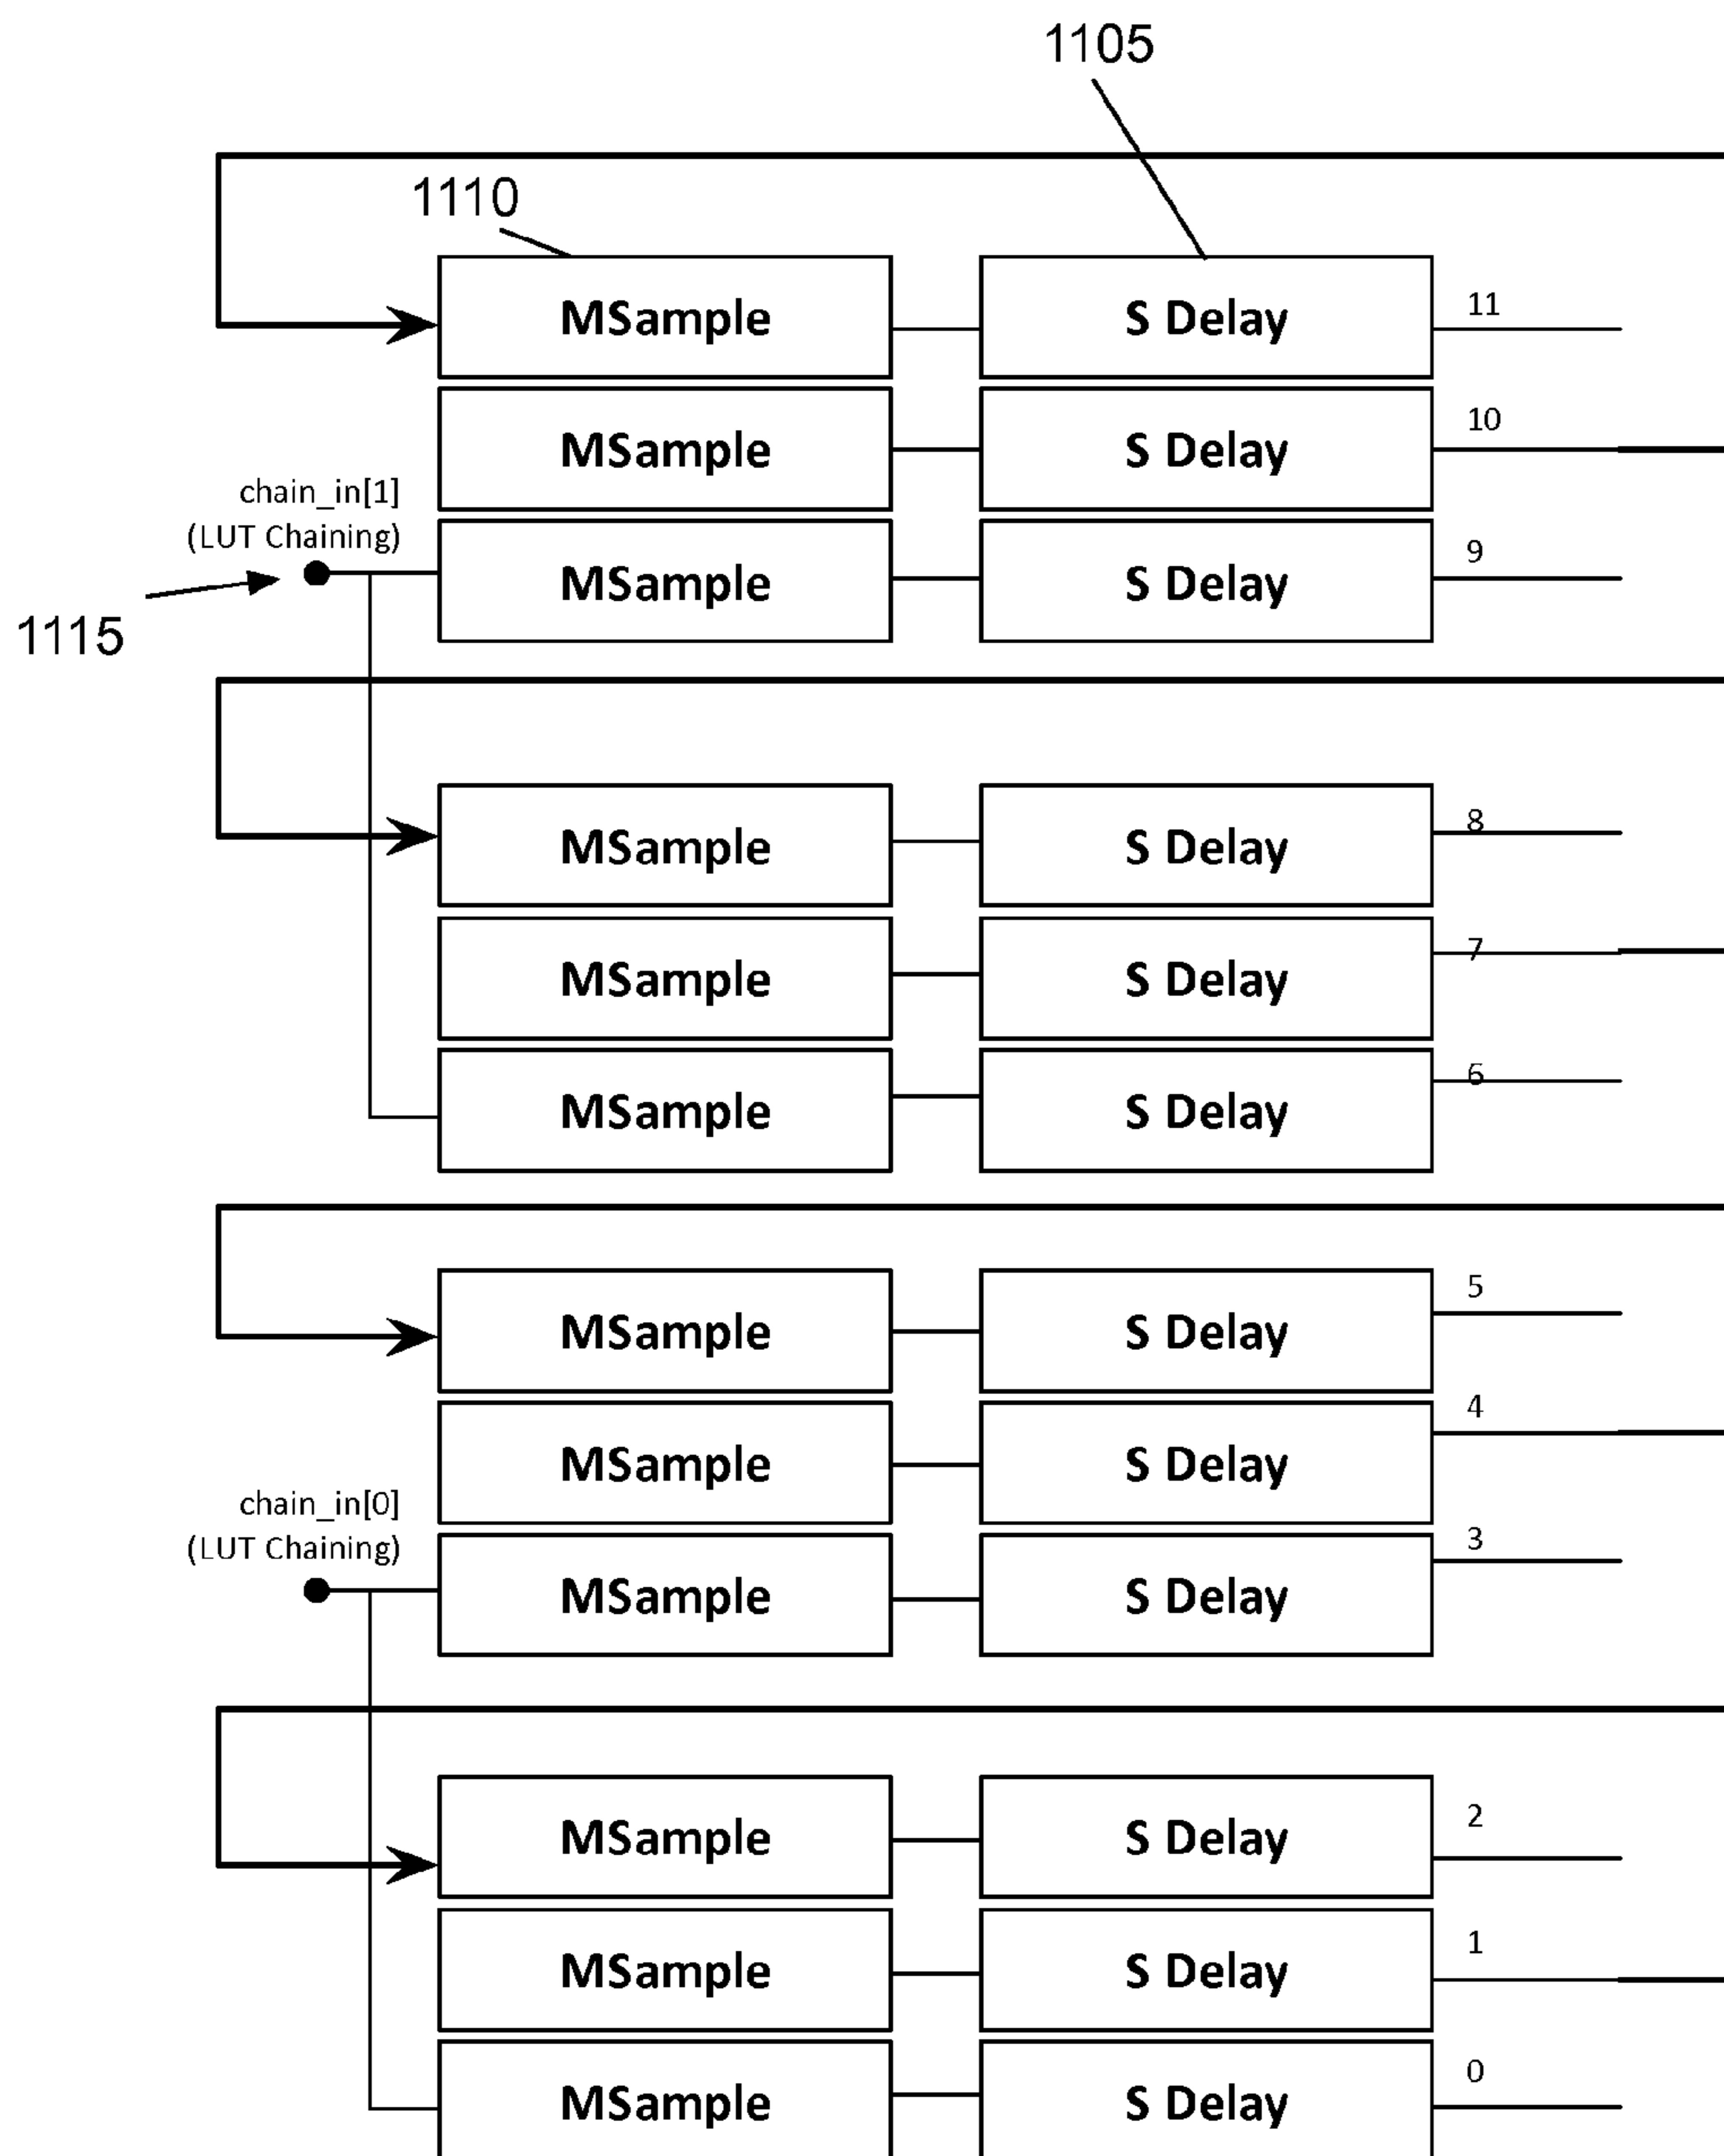 1105
1110
MSample S Delay 11
MSample S Delay 10
chain_in[1]
(LUT Chaining)
MSample S Delay 9
1115
MSample S Delay 8
MSample S Delay 7
MSample S Delay 6
MSample S Delay 5
MSample S Delay 4
chain_in[0]
(LUT Chaining)
MSample S Delay 3
MSample S Delay 2
MSample S Delay 1
MSample S Delay 0